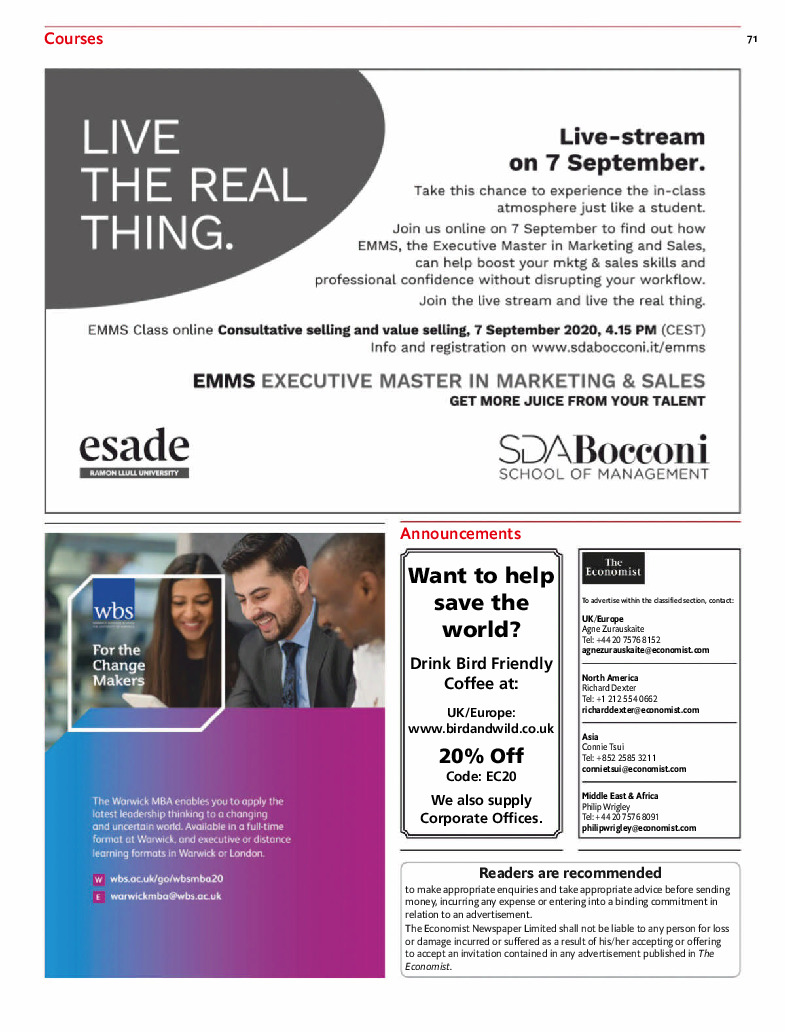 Courses
71
LIVE
THE REAL
THING.
Live-stream
on 7 September.
Take this chance to experience the in-class
atmosphere just like a student.
Join us online on 7 September to find out how
EMMS, the Executive Master in Marketing and Sales,
can help boost your mktg & sales skills and
professional confidence without disrupting your workflow.
Join the live stream and live the real thing.
EMMS Class online Consultative selling and value selling, 7 September 2020, 4.15 PM (CEST)
Info and registration on www.sdabocconi.it/emms
EMMS EXECUTIVE MASTER IN MARKETING & SALES
GET MORE JUICE FROM YOUR TALENT
esade
RAMON LLULL UNIVERSITY
SDA Bocconi
SCHOOL OF MANAGEMENT
wbs
For the
Change
Makers
The Warwick MBA enables you to apply the
latest leadership thinking to a changing
and uncertain world. Available in a full-time
format at Warwick, and executive or distance
learning formats in Warwick or London.
W wbs.ac.uk/go/wbsmba20
E warwickmba@wbs.ac.uk
Announcements
Want to help
save the
world?
Drink Bird Friendly
Coffee at:
UK/Europe:
www.birdandwild.co.uk
20% Off
Code: EC20
We also supply
Corporate Offices.
The
Economist
To advertise within the classified section, contact:
UK/Europe
Agne Zurauskaite
Tel: +44 20 7576 8152
agnezurauskaite@economist.com
North America
Richard Dexter
Tel: +1 212 554 0662
richarddexter@economist.com
Asia
Connie Tsui
Tel: +852 2585 3211
connietsui@economist.com
Middle East & Africa
Philip Wrigley
Tel: +44 20 7576 8091
philipwrigley@economist.com
Readers are recommended
to make appropriate enquiries and take appropriate advice before sending
money, incurring any expense or entering into a binding commitment in
relation to an advertisement.
The Economist Newspaper Limited shall not be liable to any person for loss
or damage incurred or suffered as a result of his/her accepting or offering
to accept an invitation contained in any advertisement published in The
Economist.